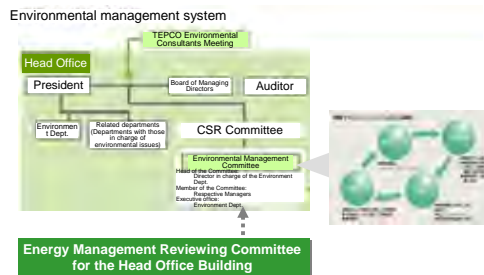 Environmental management system
TEPCO Environmental
Consultants Meeting
Head Office
President
Board of Managing
Directors
Auditor
Environmen
t Dept.
Related departments
(Departments with those
in charge of
environmental issues)
CSR Committee
Environmental Management
Committee
Head of the Committee:
Director in charge of the Environment
Dept.
Member of the Committee:
Respective Managers
Executive office:
Environment Dept.
Energy Management Reviewing Committee
for the Head Office Building